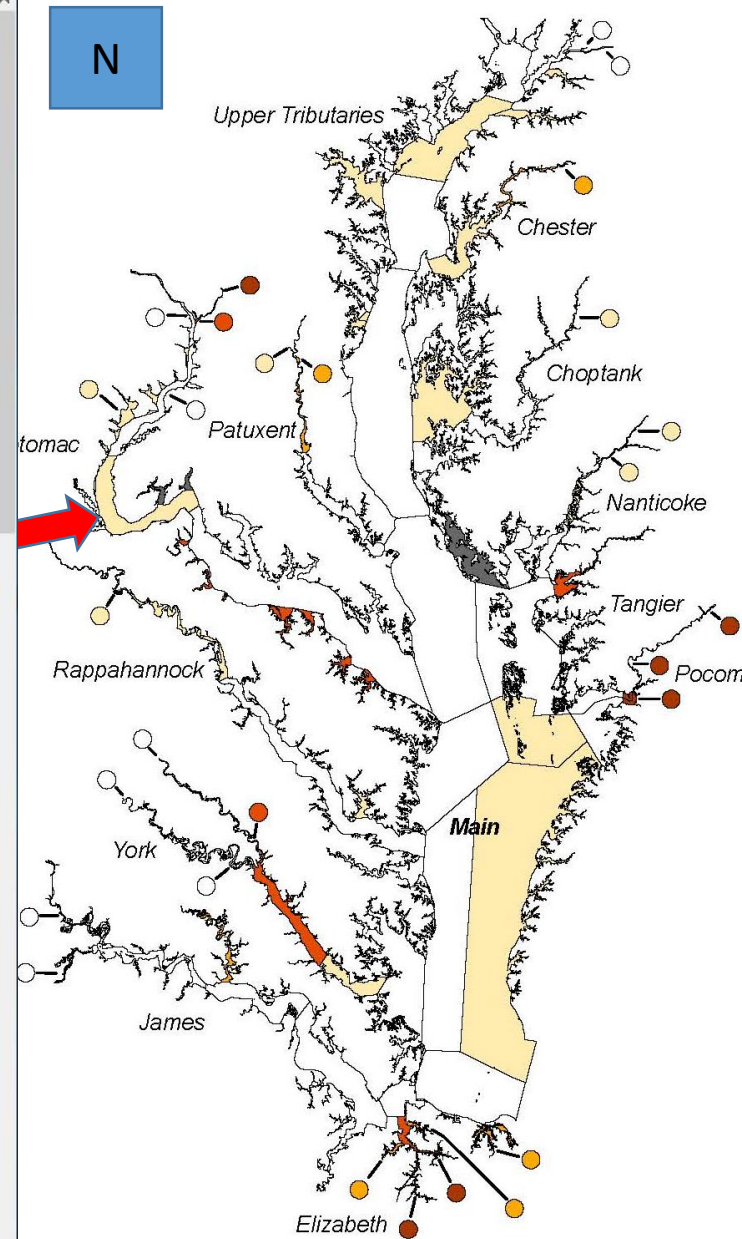 N
Upper Tributaries
Chester
Choptank
Patuxent
tomac
Nanticoke
Tangier
Pocom
Rappahannock
Main
York
James
Elizabeth